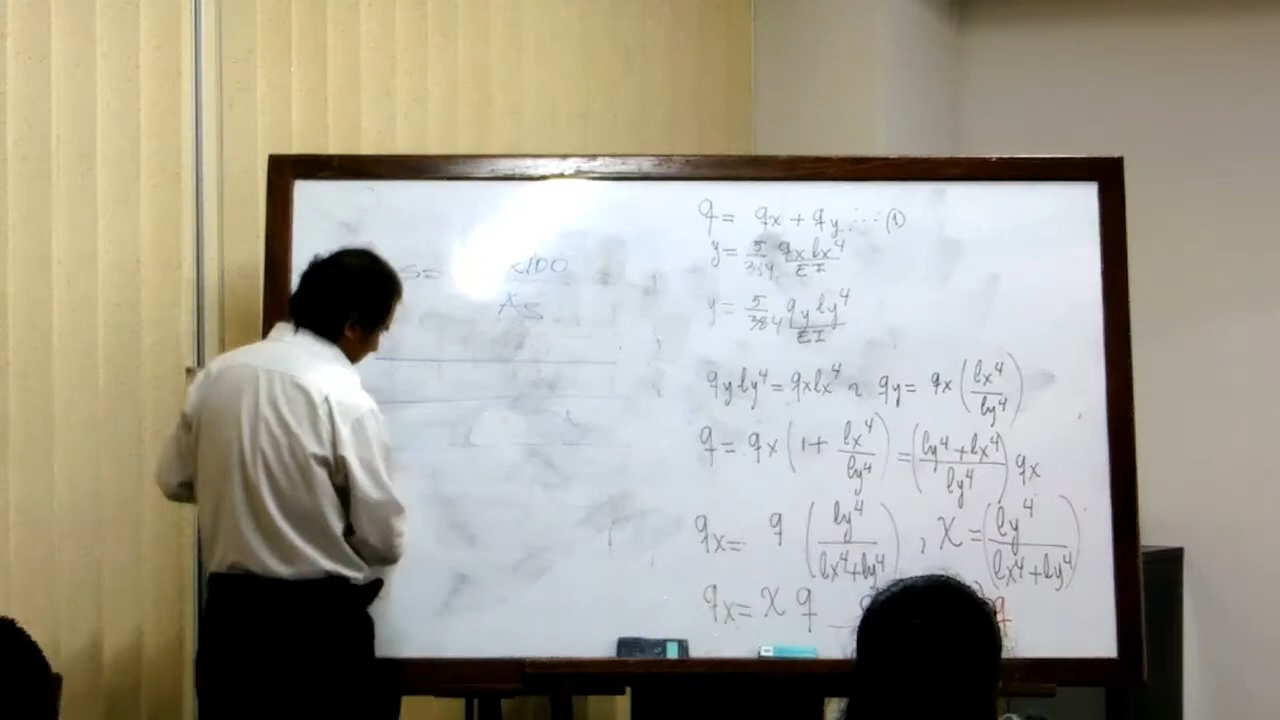 S= x100
As
q = qx + qy ... (1)
y = 5/384 qx lx⁴/EI
y = 5/384 qy ly⁴/EI
qy ly⁴ = qx lx⁴ ~ qy = qx (lx⁴/ly⁴)
q = qx (1 + lx⁴/ly⁴) = (ly⁴+lx⁴/ly⁴) qx
qx = q (ly⁴/lx⁴+ly⁴) , X = (ly⁴/lx⁴+ly⁴)
qx = X q q